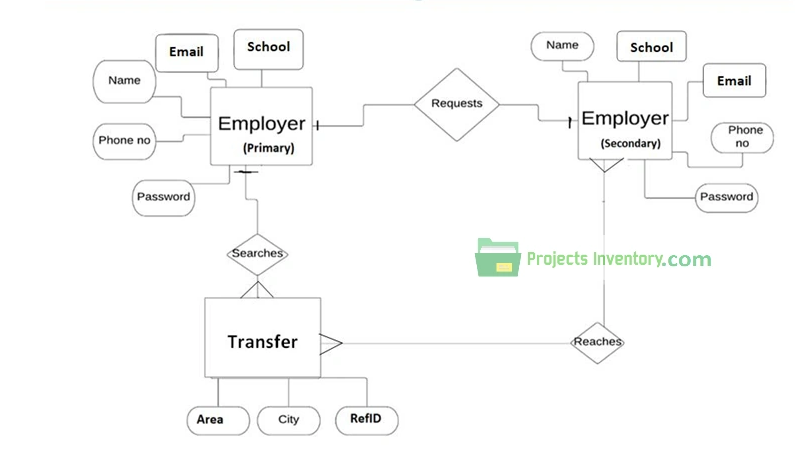 Email
School
Name
Employer
(Primary)
Phone no
Password
Requests
Name
School
Email
Employer
(Secondary)
Phone
no
Password
Searches
Projects Inventory.com
Transfer
Reaches
Area
City
RefID